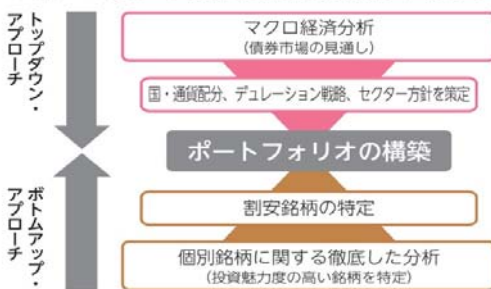 トップダウン・
アプローチ
マクロ経済分析
(債券市場の見通し)
国・通貨配分、デュレーション戦略、セクター方針を策定
ポートフォリオの構築
ボトムアップ・
アプローチ
割安銘柄の特定
個別銘柄に関する徹底した分析
(投資魅力度の高い銘柄を特定)